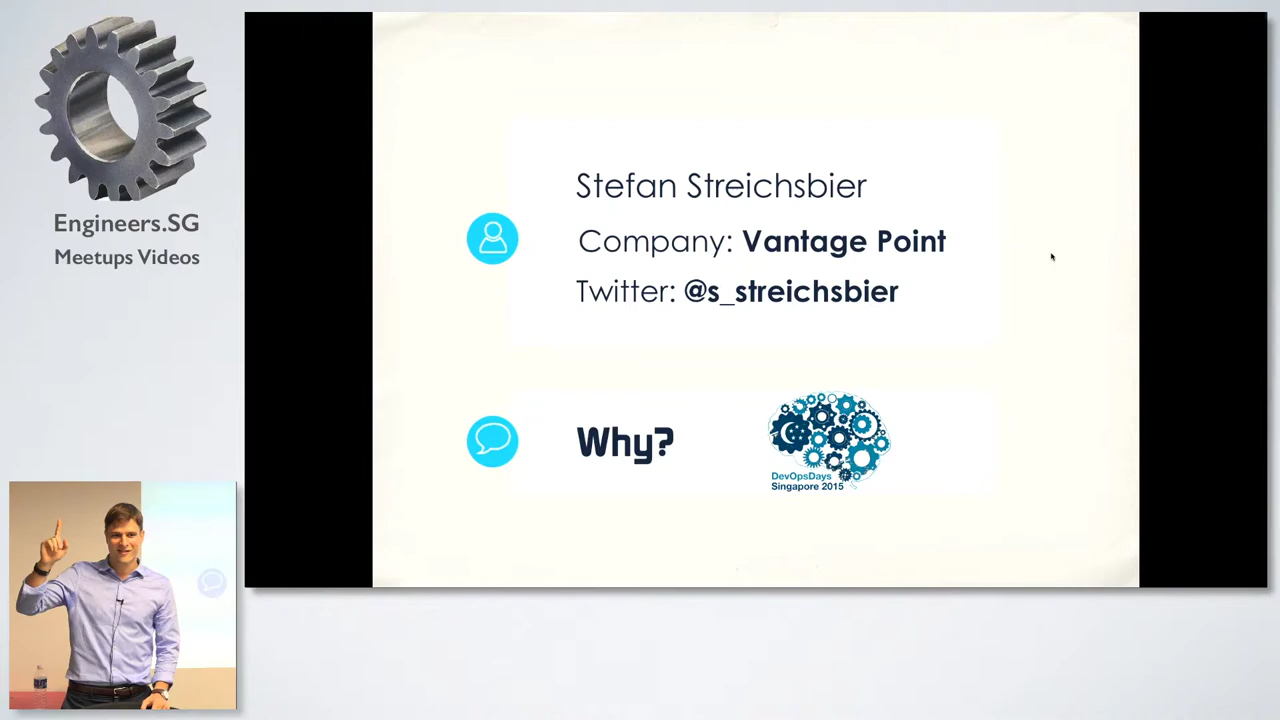 Engineers.SG
Meetups Videos
Stefan Streichsbier
Company: Vantage Point
Twitter: @s_streichsbier
Why?
DevOpsDays
Singapore 2015